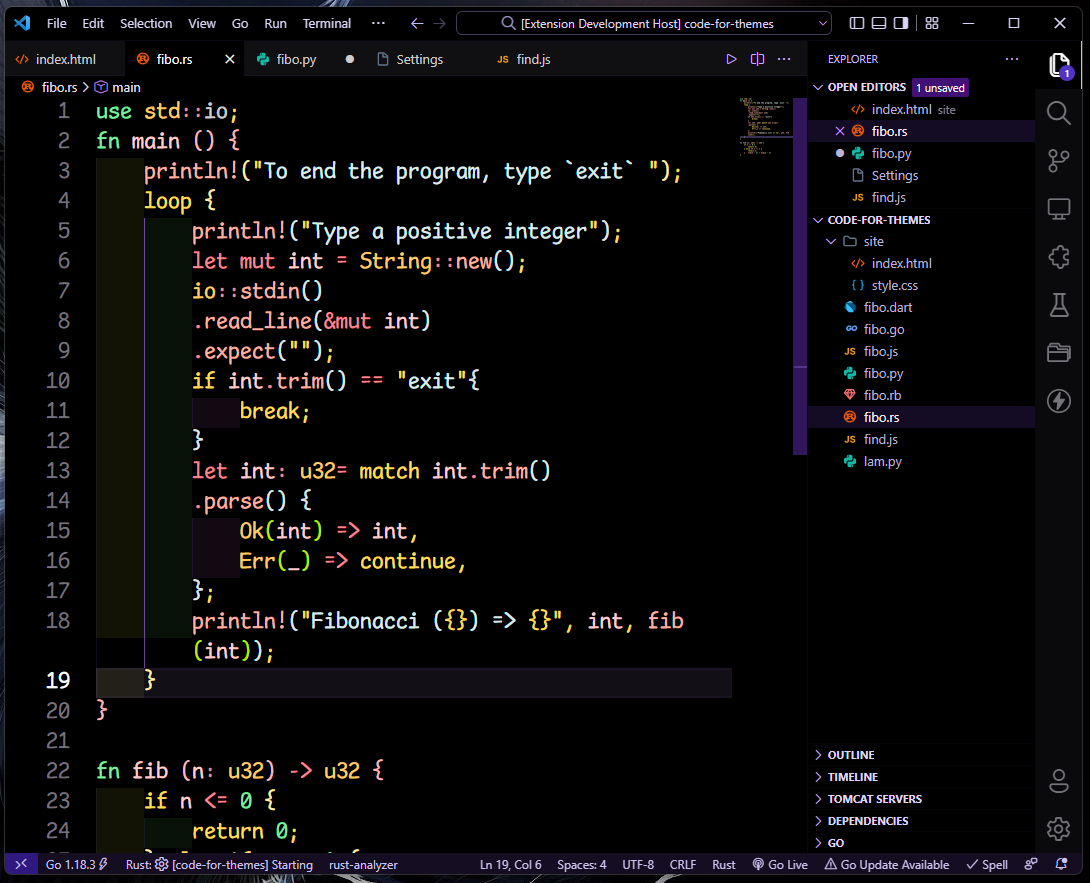 File Edit Selection View Go Run Terminal ··· [Extension Development Host] code-for-themes
index.html fibo.rs fibo.py Settings JS find.js
fibo.rs > main
1 use std::io;
2 fn main () {
3 println!("To end the program, type `exit` ");
4 loop {
5 println!("Type a positive integer");
6 let mut int = String::new();
7 io::stdin()
8 .read_line(&mut int)
9 .expect("");
10 if int.trim() == "exit"{
11 break;
12 }
13 let int: u32= match int.trim()
14 .parse() {
15 Ok(int) => int,
16 Err(_) => continue,
17 };
18 println!("Fibonacci ({}) => {}", int, fib
(int));
19 }
20 }
21
22 fn fib (n: u32) -> u32 {
23 if n <= 0 {
24 return 0;
EXPLORER
OPEN EDITORS 1 unsaved
index.html site
fibo.rs
fibo.py
Settings
JS find.js
CODE-FOR-THEMES
site
index.html
style.css
fibo.dart
GO fibo.go
JS fibo.js
fibo.py
fibo.rb
fibo.rs
JS find.js
lam.py
OUTLINE
TIMELINE
TOMCAT SERVERS
DEPENDENCIES
GO
1
Go 1.18.3 Rust: [code-for-themes] Starting rust-analyzer Ln 19, Col 6 Spaces: 4 UTF-8 CRLF Rust Go Live Go Update Available Spell